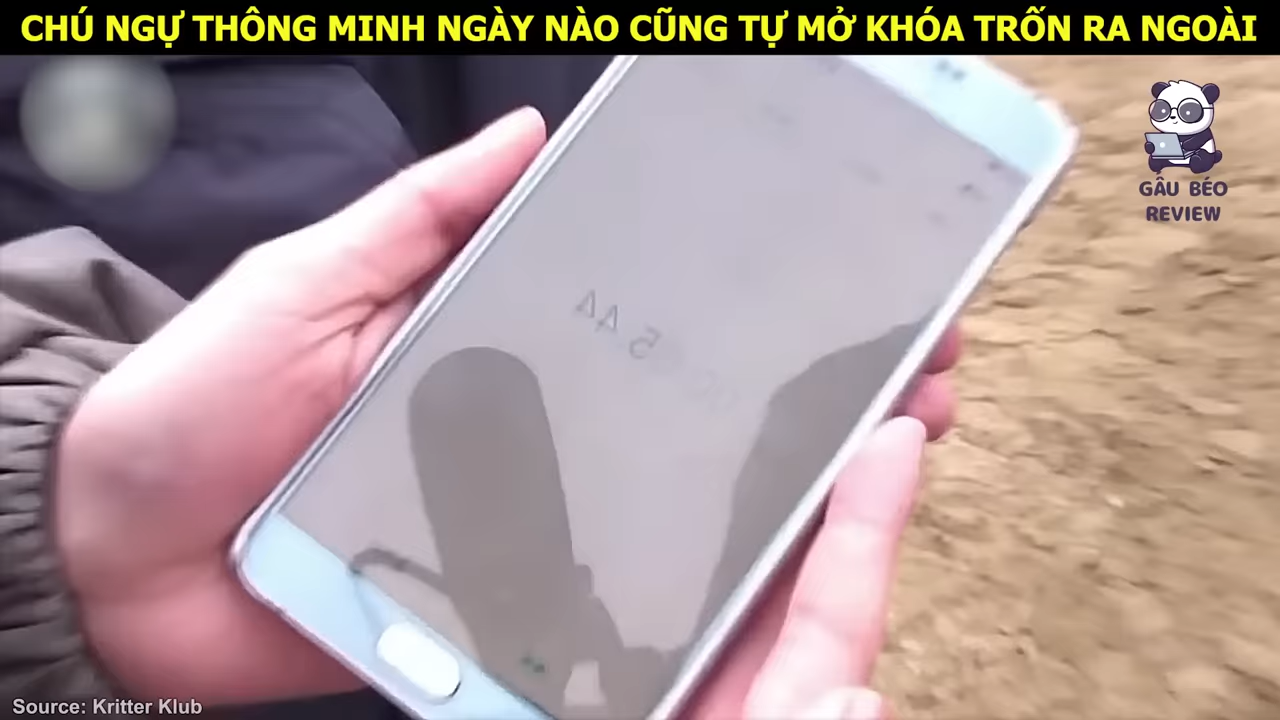 CHÚ NGỰ THÔNG MINH NGÀY NÀO CŨNG TỰ MỞ KHÓA TRỐN RA NGOÀI
GẤU BÉO
REVIEW
Source: Kritter Klub